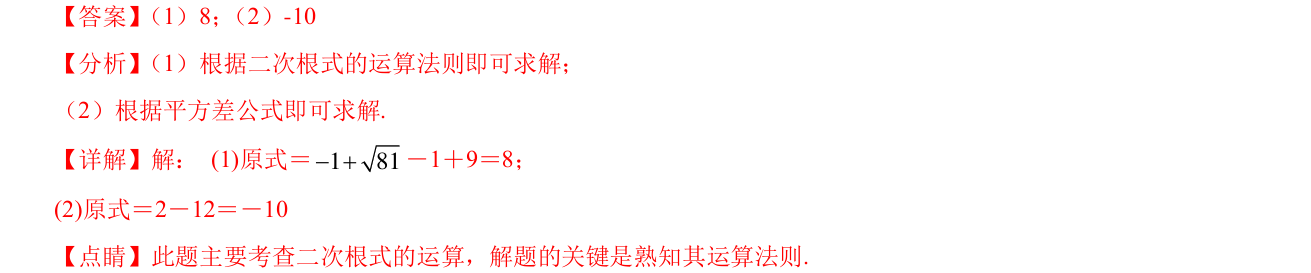 【答案】（1）8；（2）-10
【分析】（1）根据二次根式的运算法则即可求解；
（2）根据平方差公式即可求解.
【详解】解： (1)原式＝−1+√81－1＋9＝8；
(2)原式＝2－12＝－10
【点睛】此题主要考查二次根式的运算，解题的关键是熟知其运算法则.